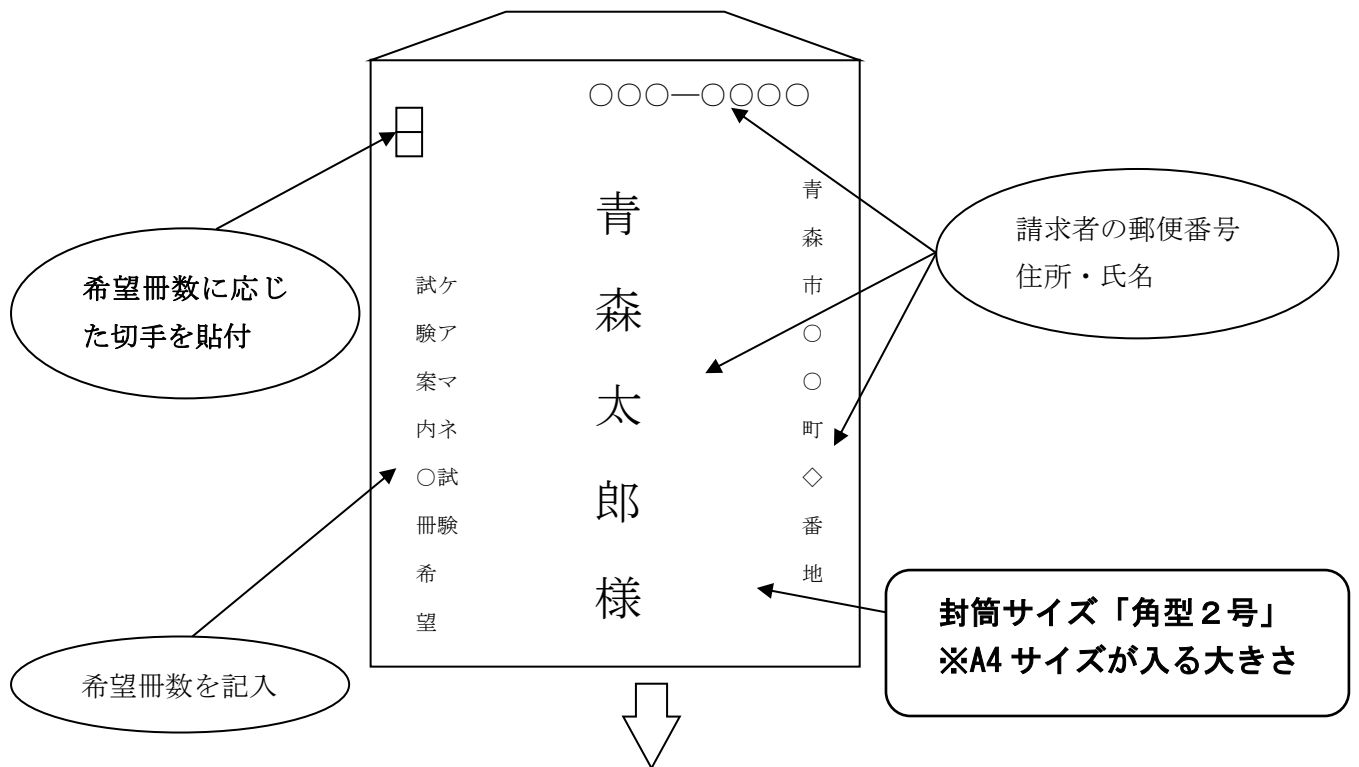 〇〇〇―〇〇〇〇
青森市〇〇町◇番地
青森太郎様
ケアマネ試験
試験案内〇冊希望
希望冊数に応じ
た切手を貼付
請求者の郵便番号
住所・氏名
希望冊数を記入
封筒サイズ「角型２号」
※A4サイズが入る大きさ